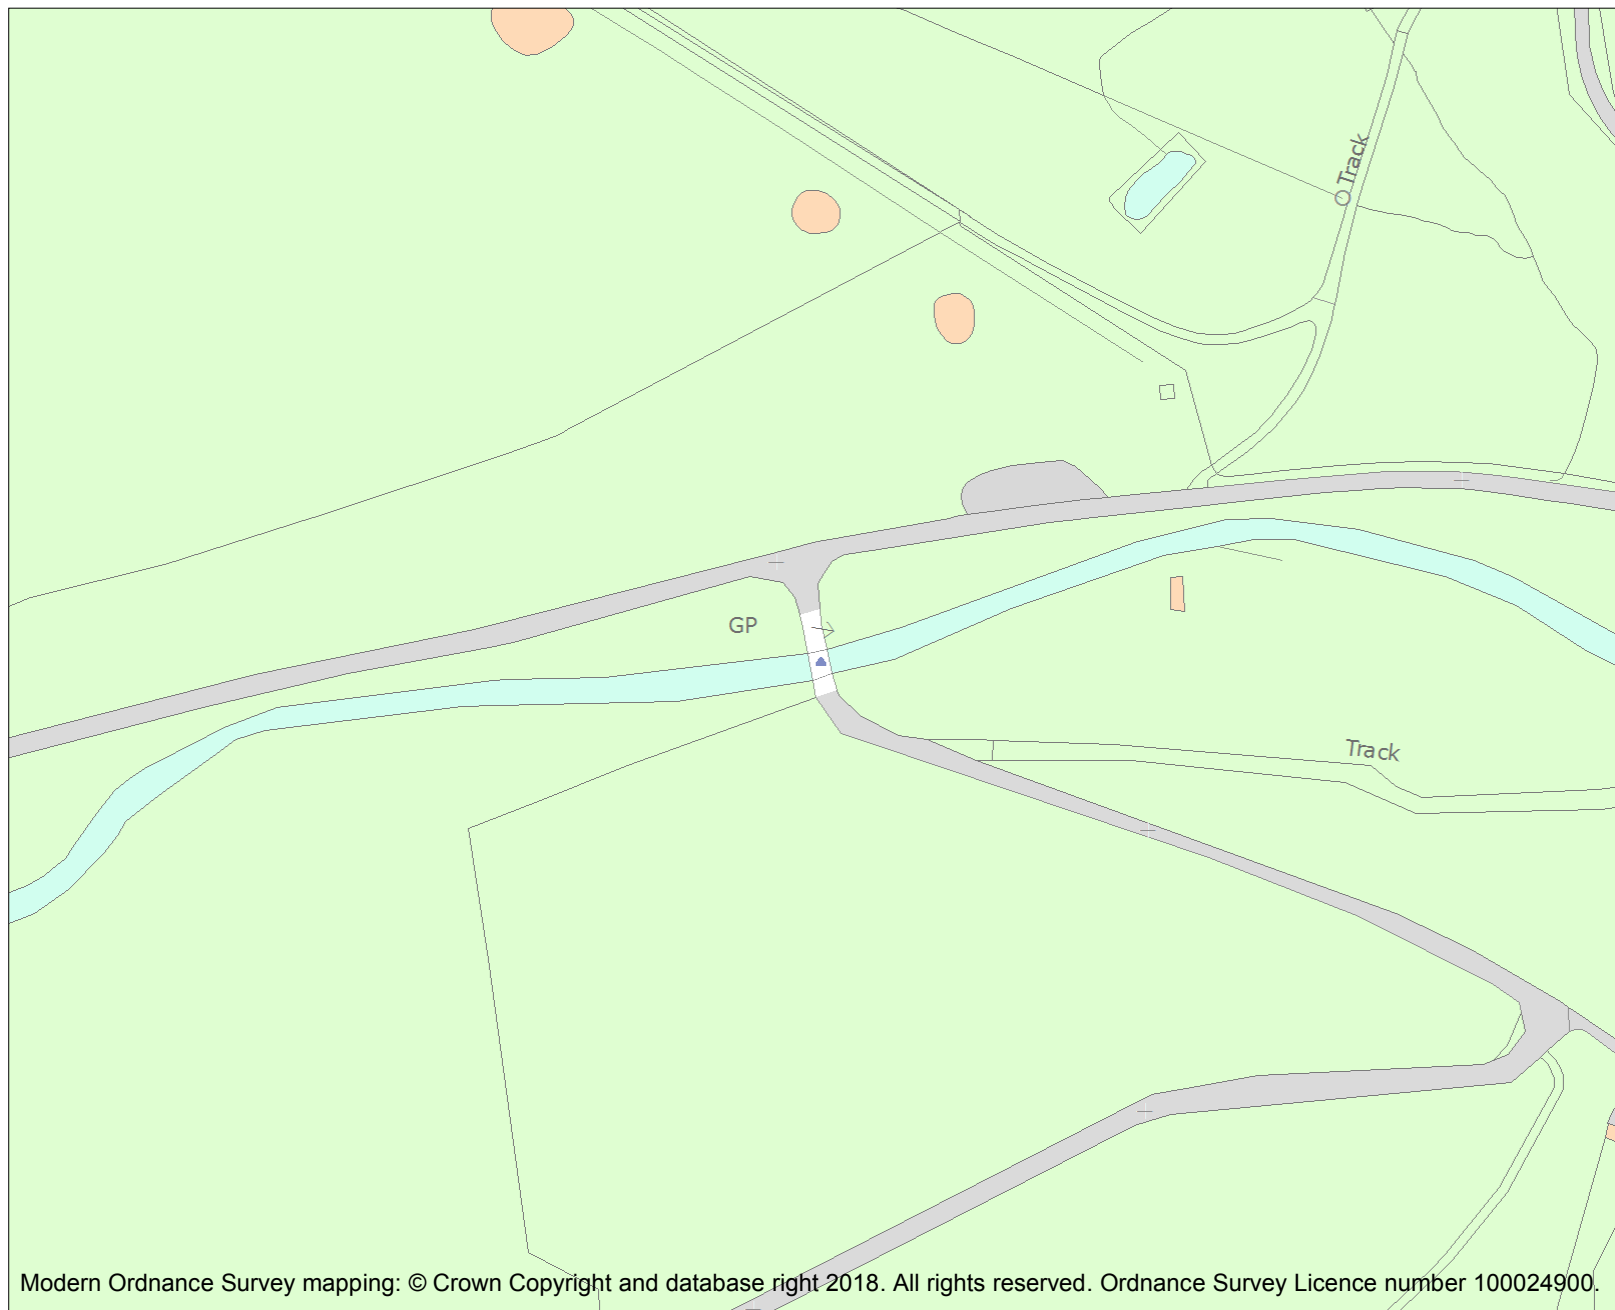 Track
GP
Track
Modern Ordnance Survey mapping: © Crown Copyright and database right 2018. All rights reserved. Ordnance Survey Licence number 100024900.